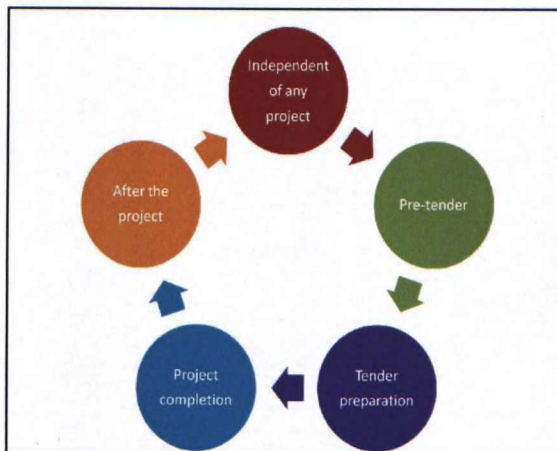 Independent
of any
project
Pre-tender
Tender
preparation
Project
completion
After the
project